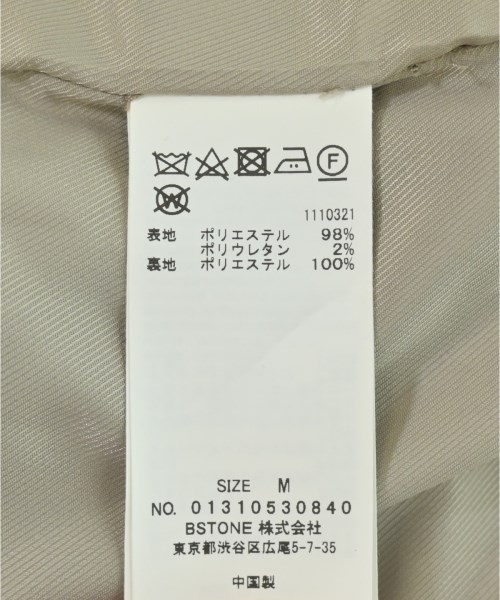 F
W
1110321
表地 ポリエステル 98%
ポリウレタン 2%
裏地 ポリエステル 100%
SIZE M
NO. 01310530840
BSTONE 株式会社
東京都渋谷区広尾5-7-35
中国製